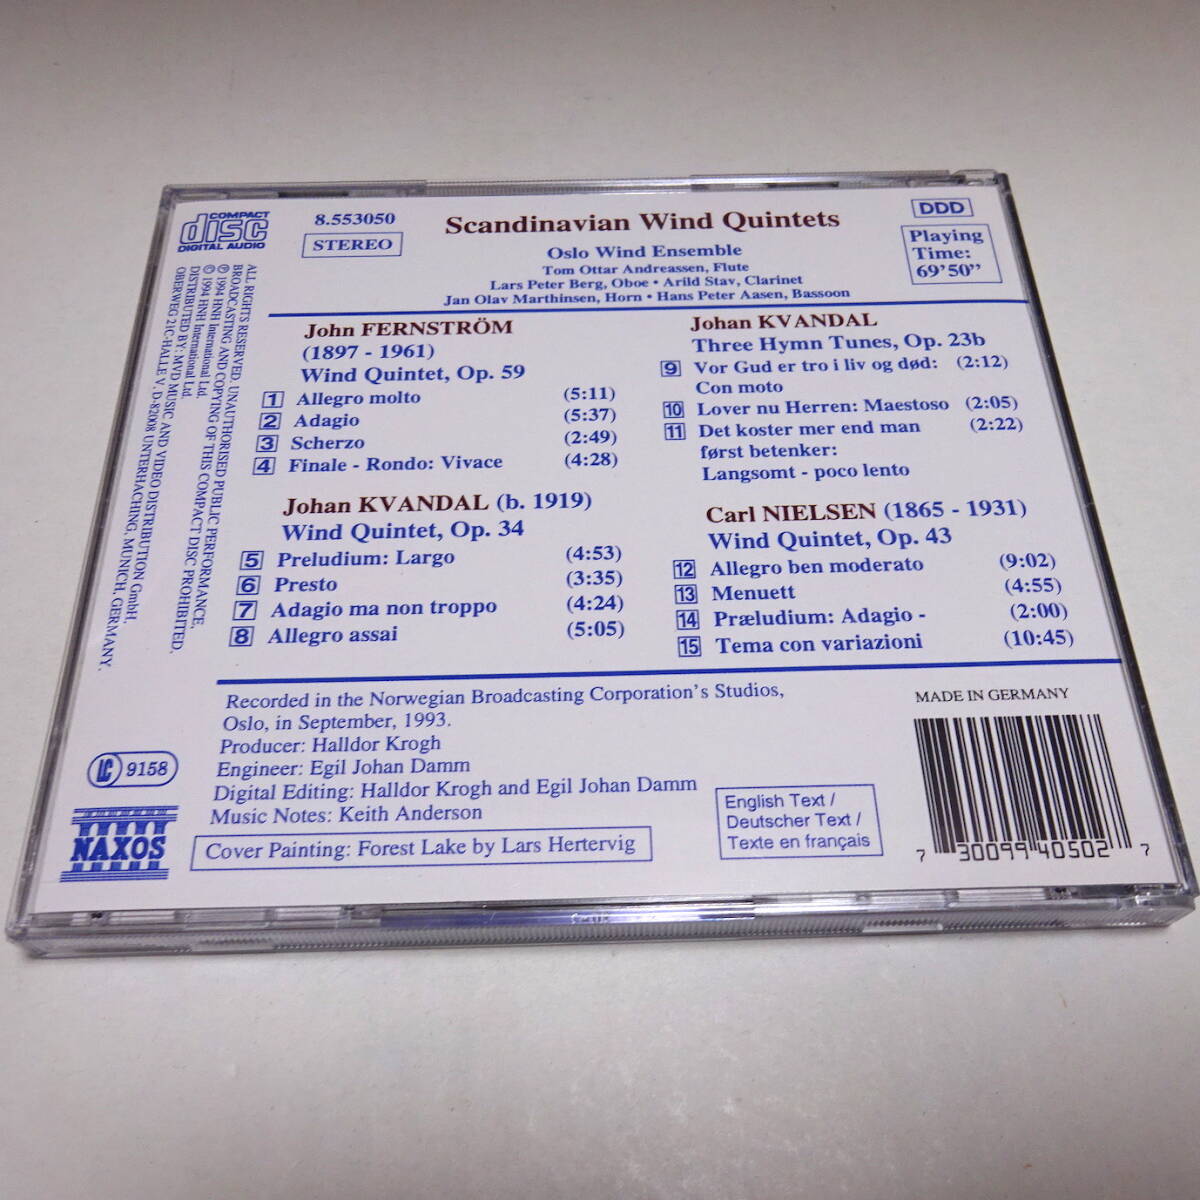 COMPACT
disc
DIGITAL AUDIO
8.553050
STEREO
Scandinavian Wind Quintets
Oslo Wind Ensemble
Tom Ottar Andreassen, Flute
Lars Peter Berg, Oboe • Arild Stav, Clarinet
Jan Olav Marthinsen, Horn • Hans Peter Aasen, Bassoon
DDD
Playing
Time:
69'50"
ALL RIGHTS RESERVED. UNAUTHORISED PUBLIC PERFORMANCE,
BROADCASTING AND COPYING OF THIS COMPACT DISC PROHIBITED.
℗ 1994 HNH International Ltd.
© 1994 HNH International Ltd.
DISTRIBUTED BY: MVD MUSIC AND VIDEO DISTRIBUTION GmbH,
OBERWEG 21C-HALLE V, D-82008 UNTERHACHING, MUNICH, GERMANY.
John FERNSTRÖM
(1897 - 1961)
Wind Quintet, Op. 59
1 Allegro molto (5:11)
2 Adagio (5:37)
3 Scherzo (2:49)
4 Finale - Rondo: Vivace (4:28)
Johan KVANDAL (b. 1919)
Wind Quintet, Op. 34
5 Preludium: Largo (4:53)
6 Presto (3:35)
7 Adagio ma non troppo (4:24)
8 Allegro assai (5:05)
Johan KVANDAL
Three Hymn Tunes, Op. 23b
9 Vor Gud er tro i liv og død: (2:12)
Con moto
10 Lover nu Herren: Maestoso (2:05)
11 Det koster mer end man (2:22)
først betenker:
Langsomt - poco lento
Carl NIELSEN (1865 - 1931)
Wind Quintet, Op. 43
12 Allegro ben moderato (9:02)
13 Menuett (4:55)
14 Præludium: Adagio - (2:00)
15 Tema con variazioni (10:45)
Recorded in the Norwegian Broadcasting Corporation's Studios,
Oslo, in September, 1993.
Producer: Halldor Krogh
Engineer: Egil Johan Damm
Digital Editing: Halldor Krogh and Egil Johan Damm
Music Notes: Keith Anderson
Cover Painting: Forest Lake by Lars Hertervig
LC 9158
NAXOS
English Text /
Deutscher Text /
Texte en français
MADE IN GERMANY
7 30099 40502 7